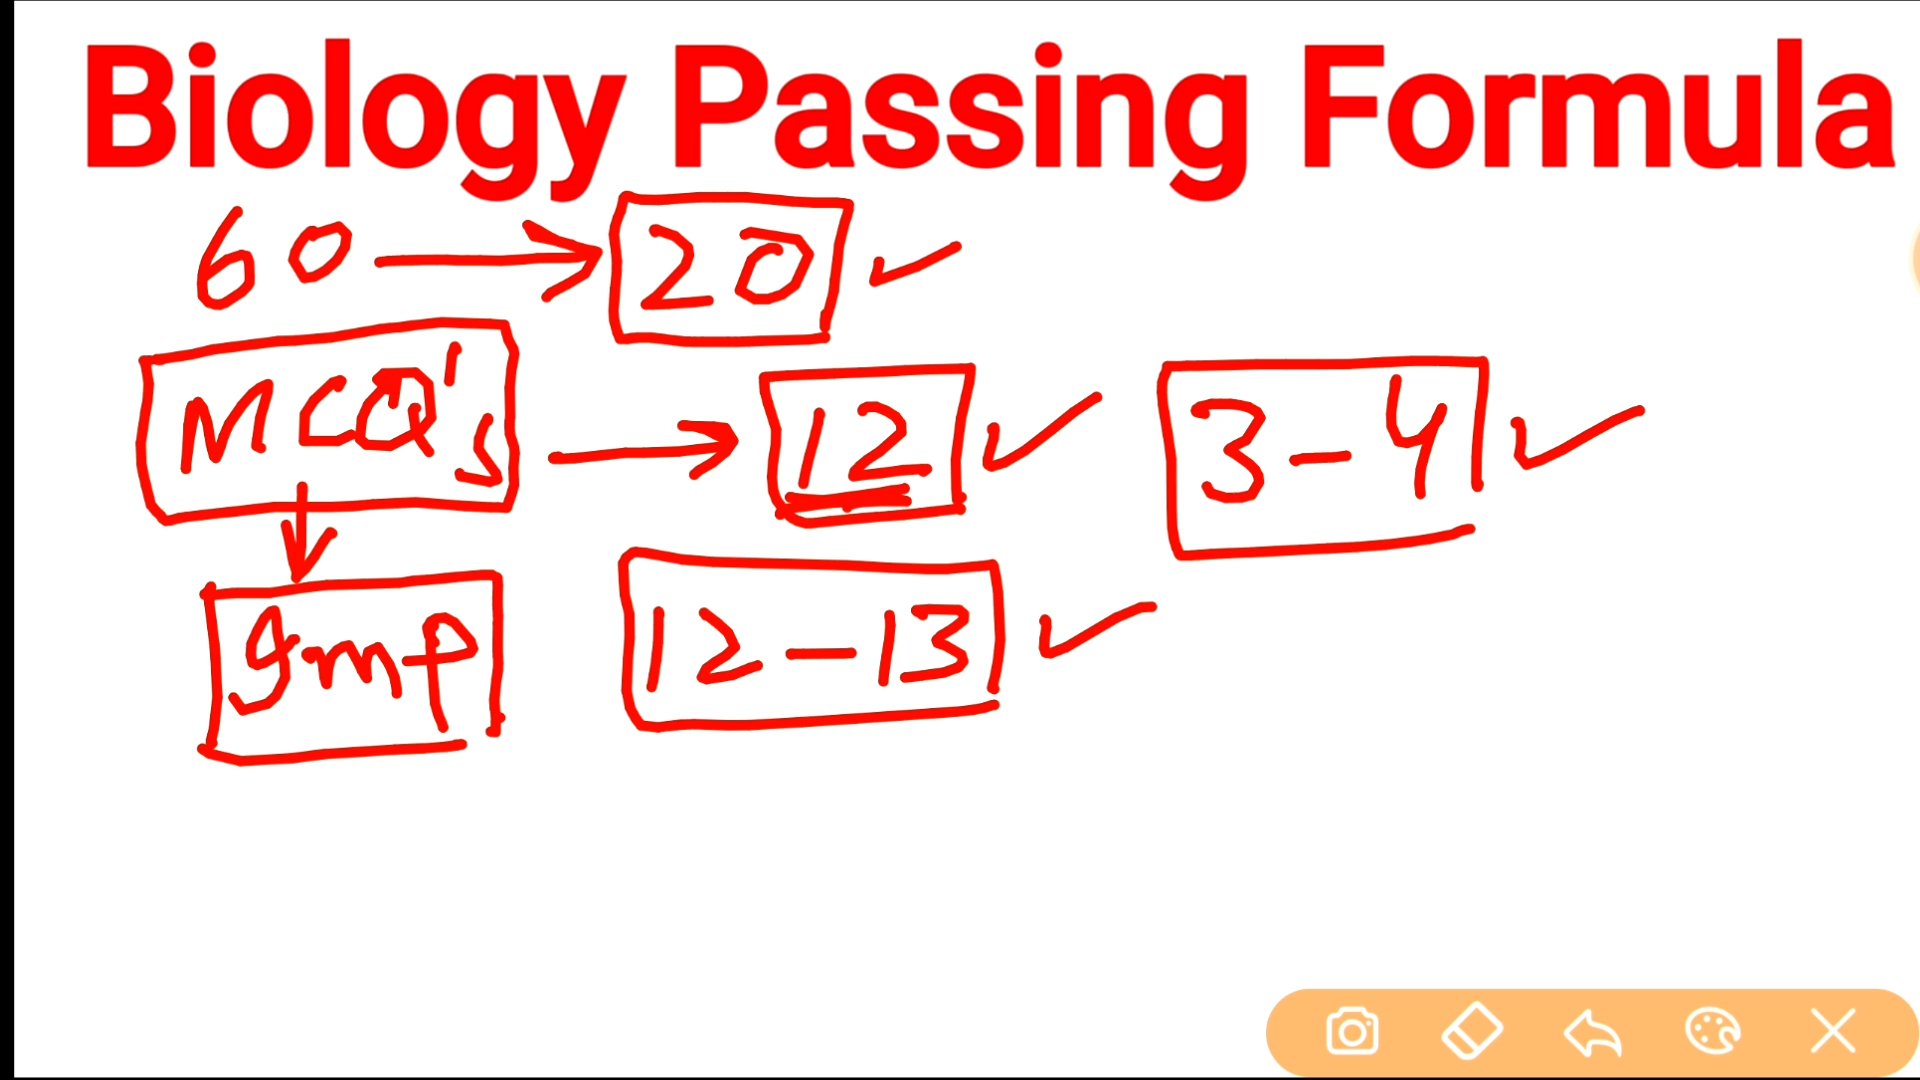 Biology Passing Formula
60 → 20 ✓
MCQ's → 12 ✓ 3-4 ✓
Imp 12-13 ✓